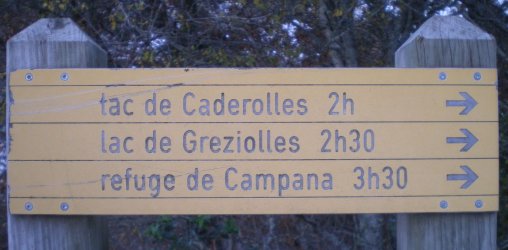 lac de Caderolles 2h →
lac de Greziolles 2h30 →
refuge de Campana 3h30 →